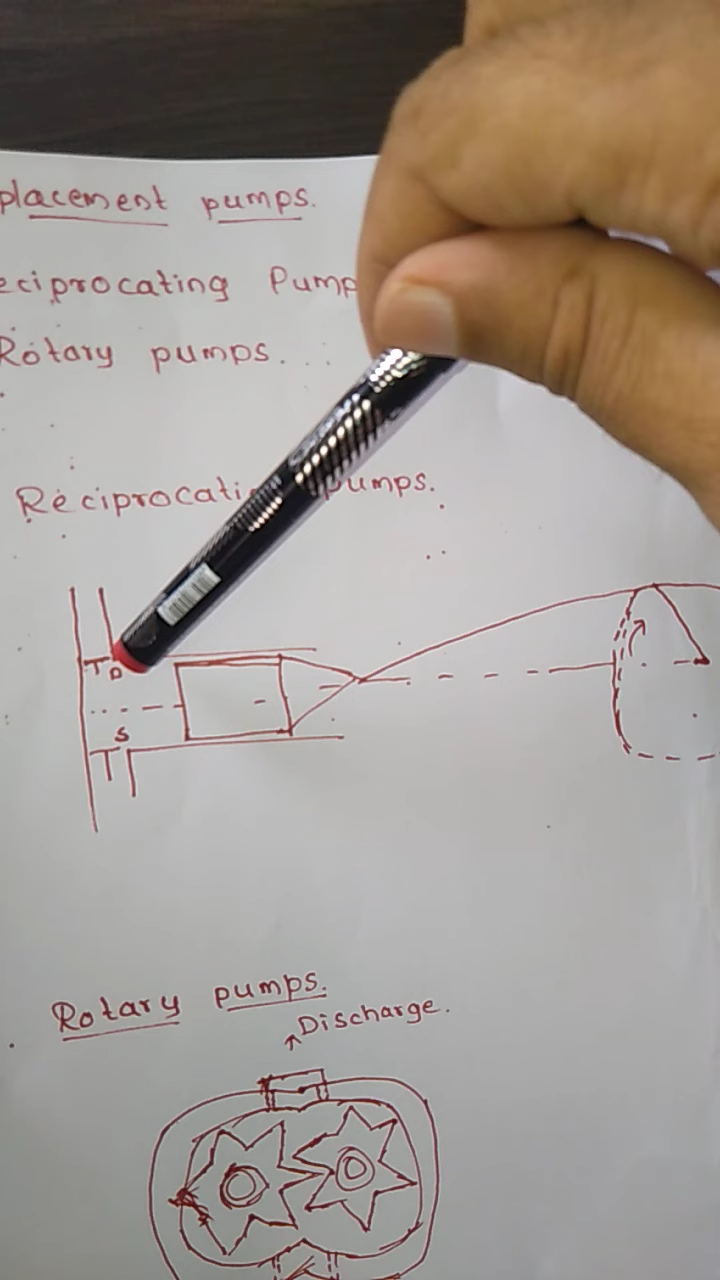 placement pumps.
eciprocating Pump
Rotary pumps.
Reciprocati pumps.
D
S
Rotary pumps.
Discharge.